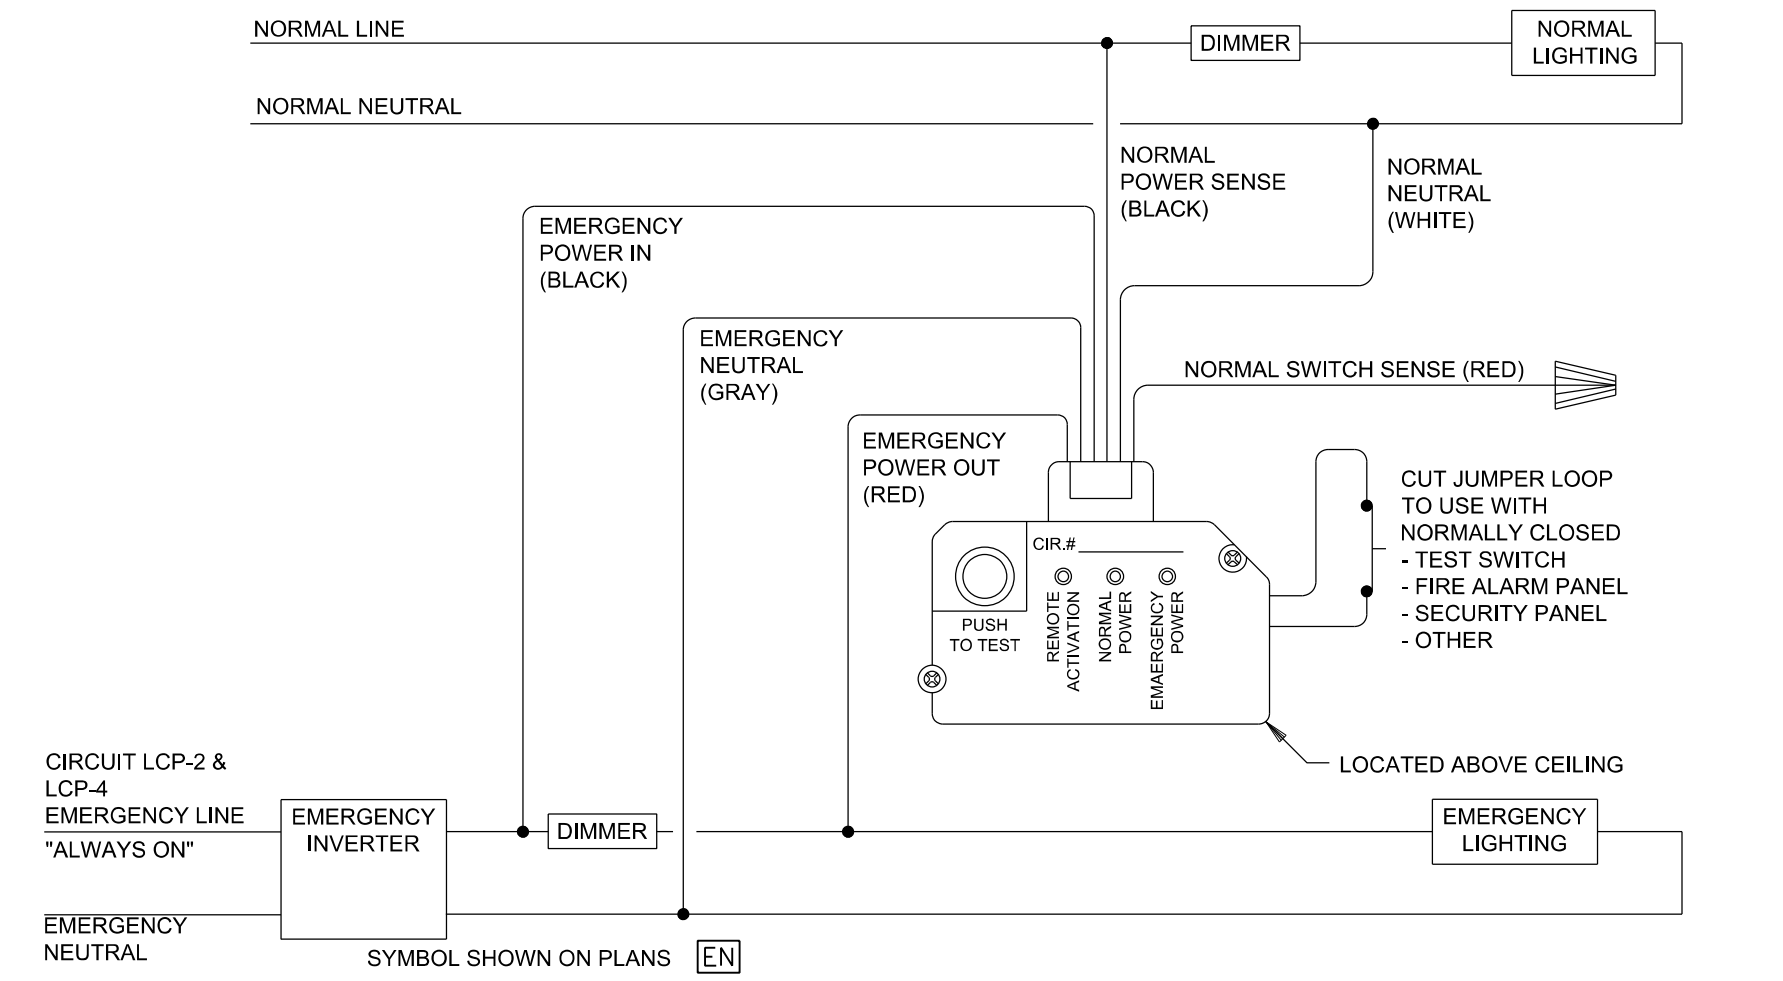 NORMAL LINE
DIMMER
NORMAL
LIGHTING
NORMAL NEUTRAL
NORMAL
POWER SENSE
(BLACK)
NORMAL
NEUTRAL
(WHITE)
EMERGENCY
POWER IN
(BLACK)
EMERGENCY
NEUTRAL
(GRAY)
NORMAL SWITCH SENSE (RED)
EMERGENCY
POWER OUT
(RED)
CUT JUMPER LOOP
TO USE WITH
NORMALLY CLOSED
- TEST SWITCH
- FIRE ALARM PANEL
- SECURITY PANEL
- OTHER
CIR.#
PUSH
TO TEST
REMOTE
ACTIVATION
NORMAL
POWER
EMAERGENCY
POWER
LOCATED ABOVE CEILING
CIRCUIT LCP-2 &
LCP-4
EMERGENCY LINE
"ALWAYS ON"
EMERGENCY
INVERTER
DIMMER
EMERGENCY
LIGHTING
EMERGENCY
NEUTRAL
SYMBOL SHOWN ON PLANS EN